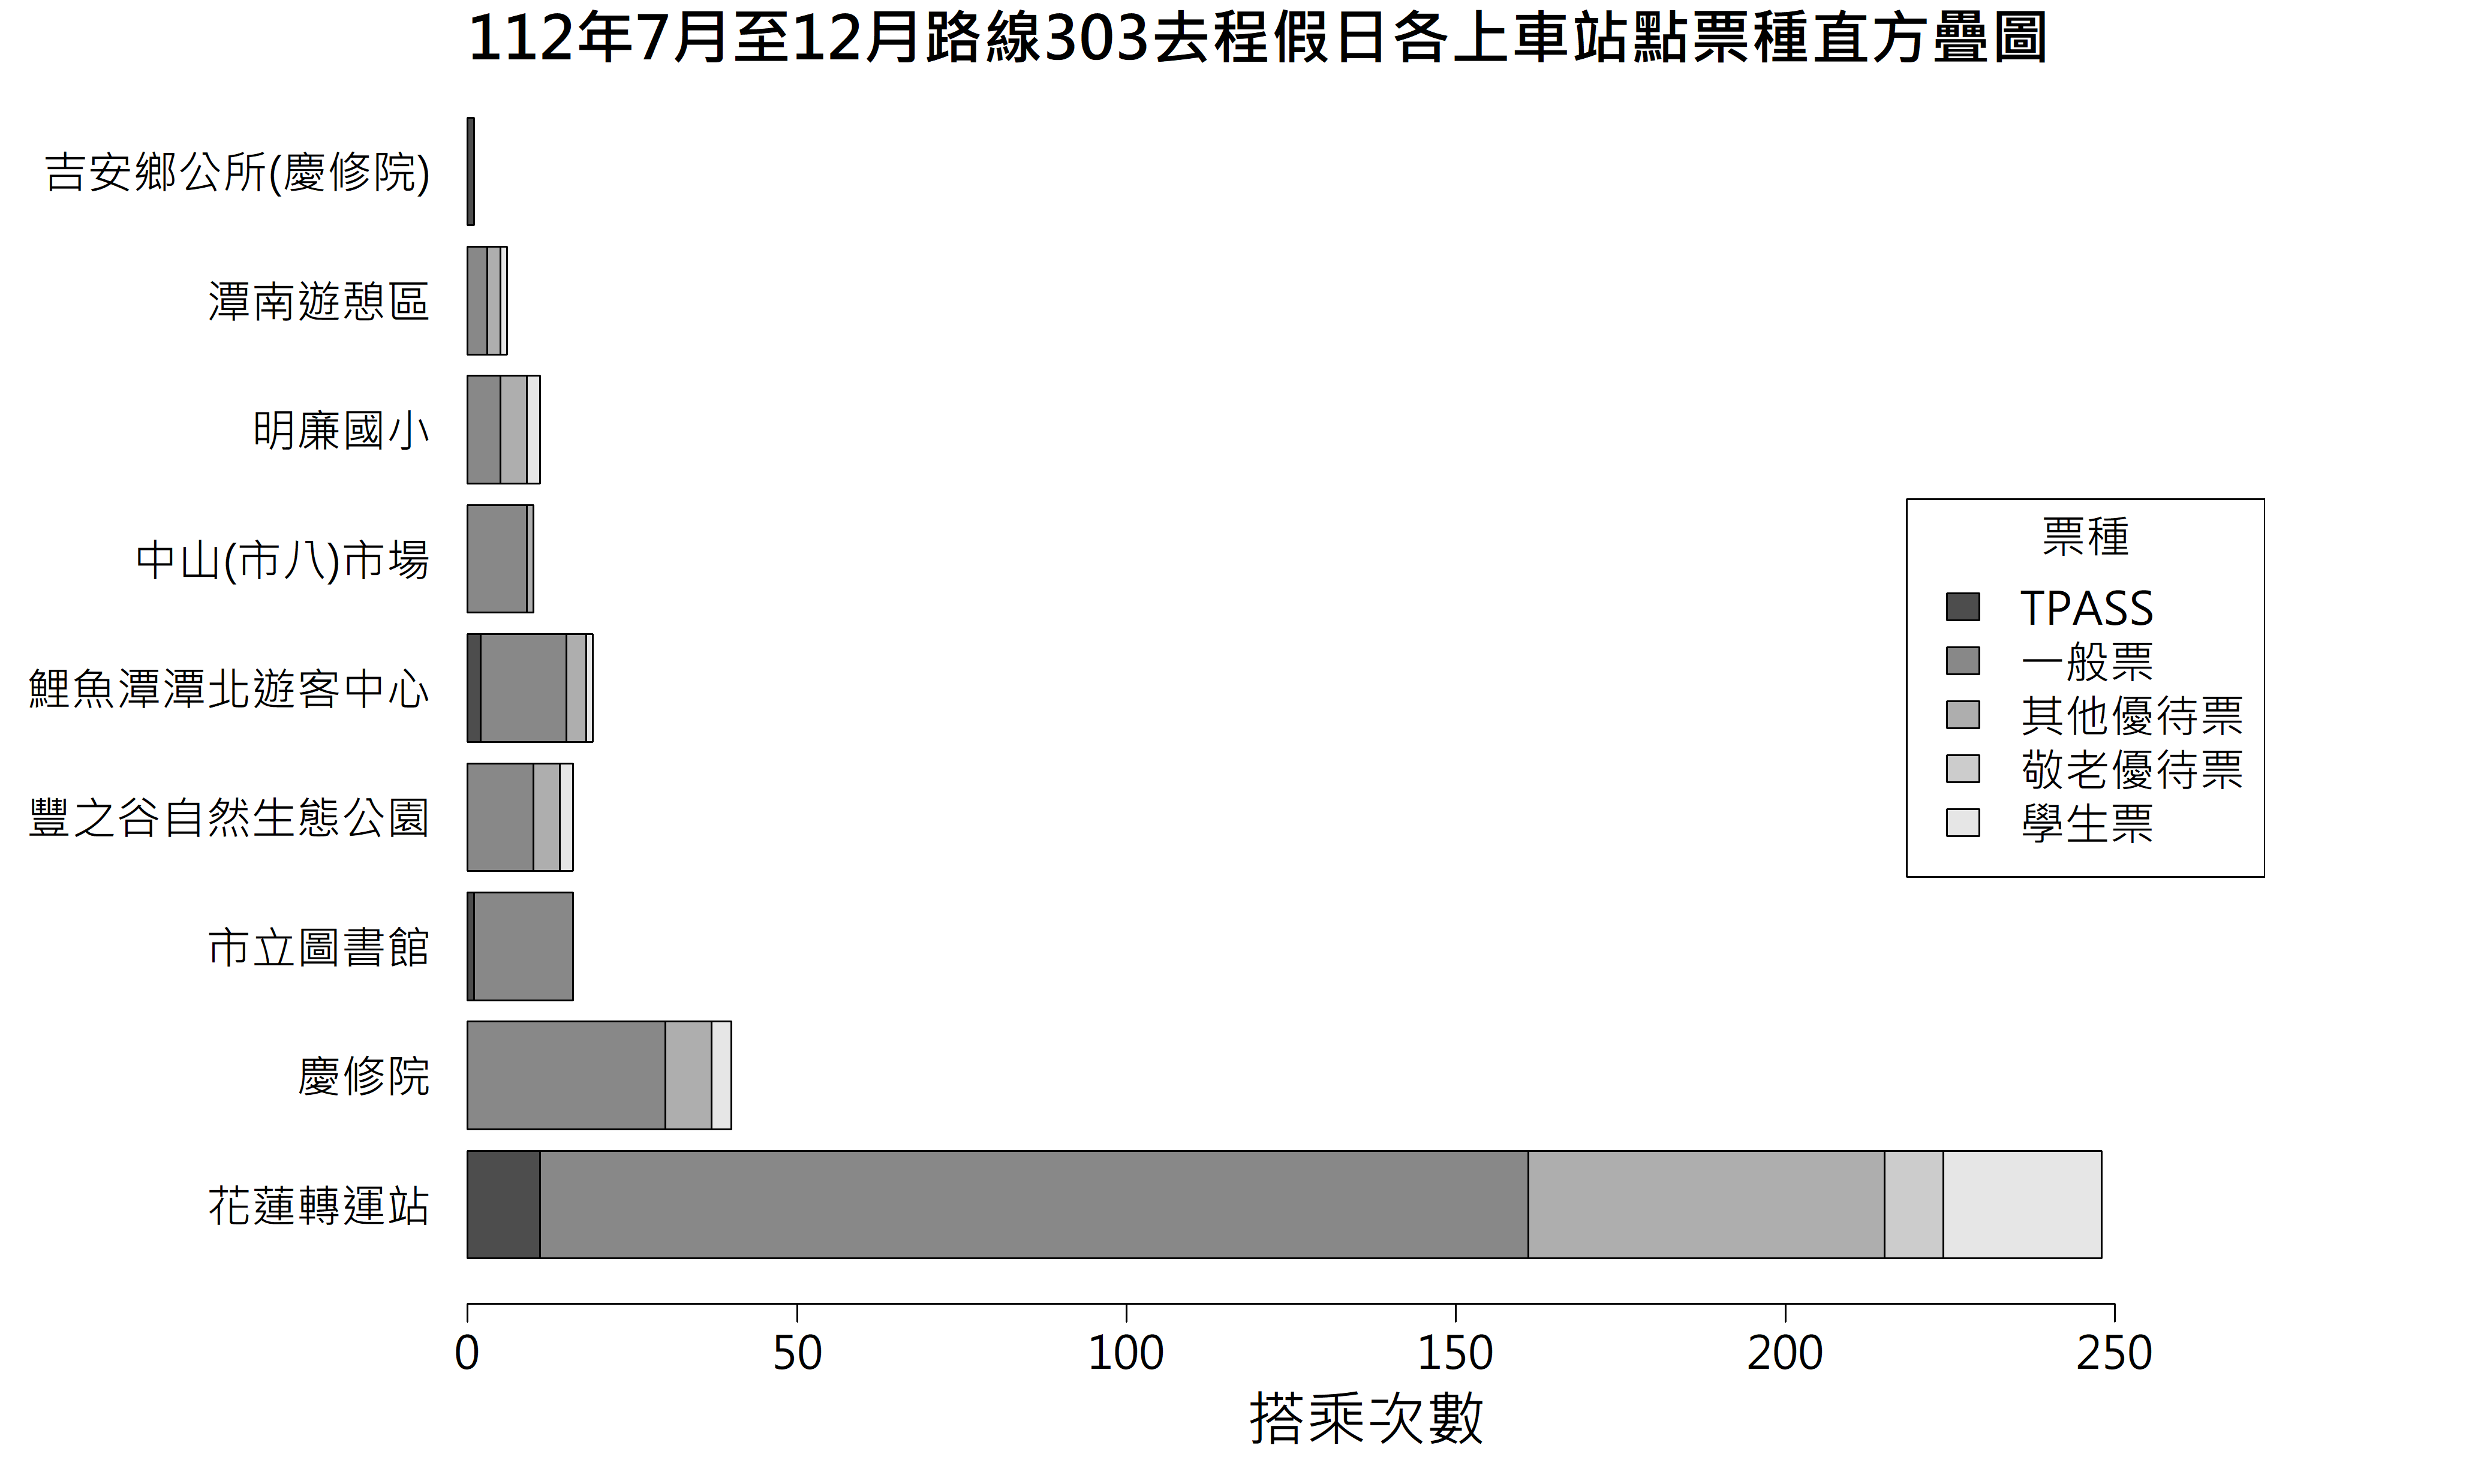 112年7月至12月路線303去程假日各上車站點票種直方疊圖
吉安鄉公所(慶修院)
潭南遊憩區
明廉國小
中山(市八)市場
鯉魚潭潭北遊客中心
豐之谷自然生態公園
市立圖書館
慶修院
花蓮轉運站
票種
TPASS
一般票
其他優待票
敬老優待票
學生票
0 50 100 150 200 250
搭乘次數